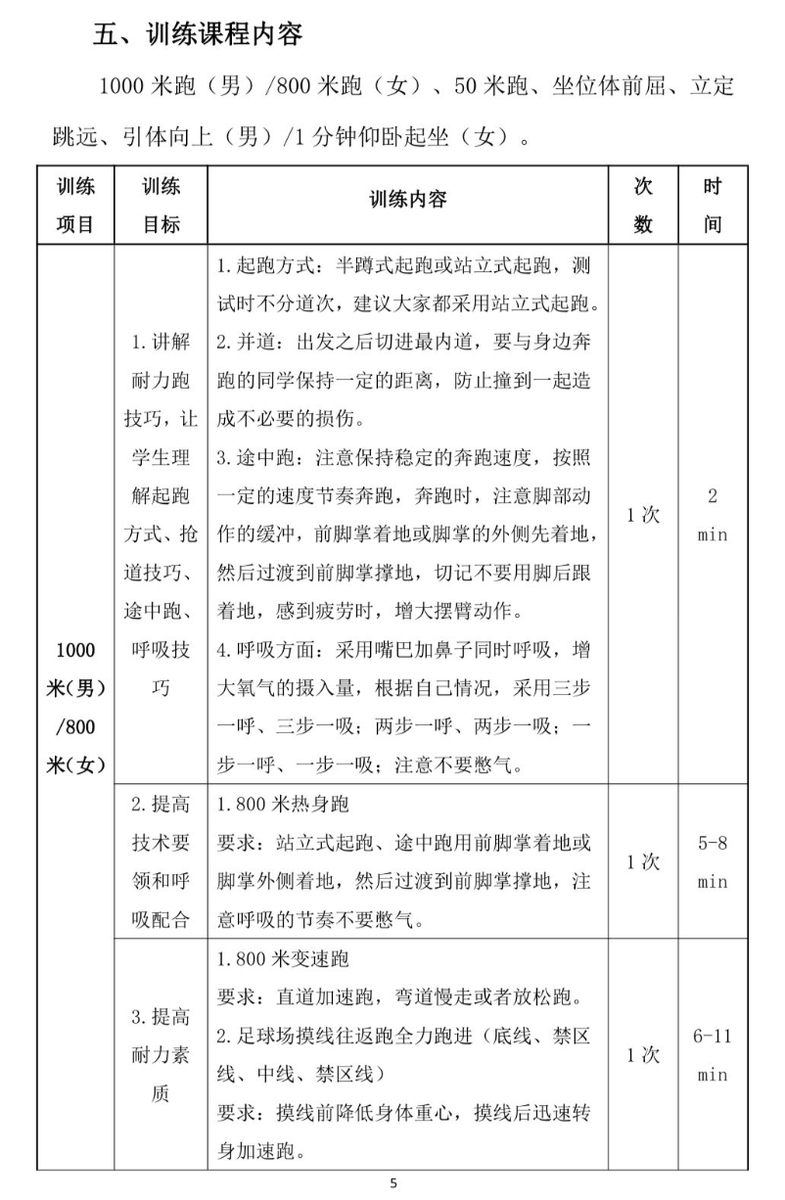 五、训练课程内容
1000 米跑（男）/800 米跑（女）、50 米跑、坐位体前屈、立定
跳远、引体向上（男）/1 分钟仰卧起坐（女）。
训练
项目
训练
目标
训练内容
次
数
时
间
1000
米(男)
/800
米(女)
1.讲解
耐力跑
技巧，让
学生理
解起跑
方式、抢
道技巧、
途中跑、
呼吸技
巧
1.起跑方式：半蹲式起跑或站立式起跑，测
试时不分道次，建议大家都采用站立式起跑。
2.并道：出发之后切进最内道，要与身边奔
跑的同学保持一定的距离，防止撞到一起造
成不必要的损伤。
3.途中跑：注意保持稳定的奔跑速度，按照
一定的速度节奏奔跑，奔跑时，注意脚部动
作的缓冲，前脚掌着地或脚掌的外侧先着地，
然后过渡到前脚掌撑地，切记不要用脚后跟
着地，感到疲劳时，增大摆臂动作。
4.呼吸方面：采用嘴巴加鼻子同时呼吸，增
大氧气的摄入量，根据自己情况，采用三步
一呼、三步一吸；两步一呼、两步一吸；一
步一呼、一步一吸；注意不要憋气。
1 次
2
min
2.提高
技术要
领和呼
吸配合
1.800 米热身跑
要求：站立式起跑、途中跑用前脚掌着地或
脚掌外侧着地，然后过渡到前脚掌撑地，注
意呼吸的节奏不要憋气。
1 次
5-8
min
3.提高
耐力素
质
1.800 米变速跑
要求：直道加速跑，弯道慢走或者放松跑。
2.足球场摸线往返跑全力跑进（底线、禁区
线、中线、禁区线）
要求：摸线前降低身体重心，摸线后迅速转
身加速跑。
1 次
6-11
min
5